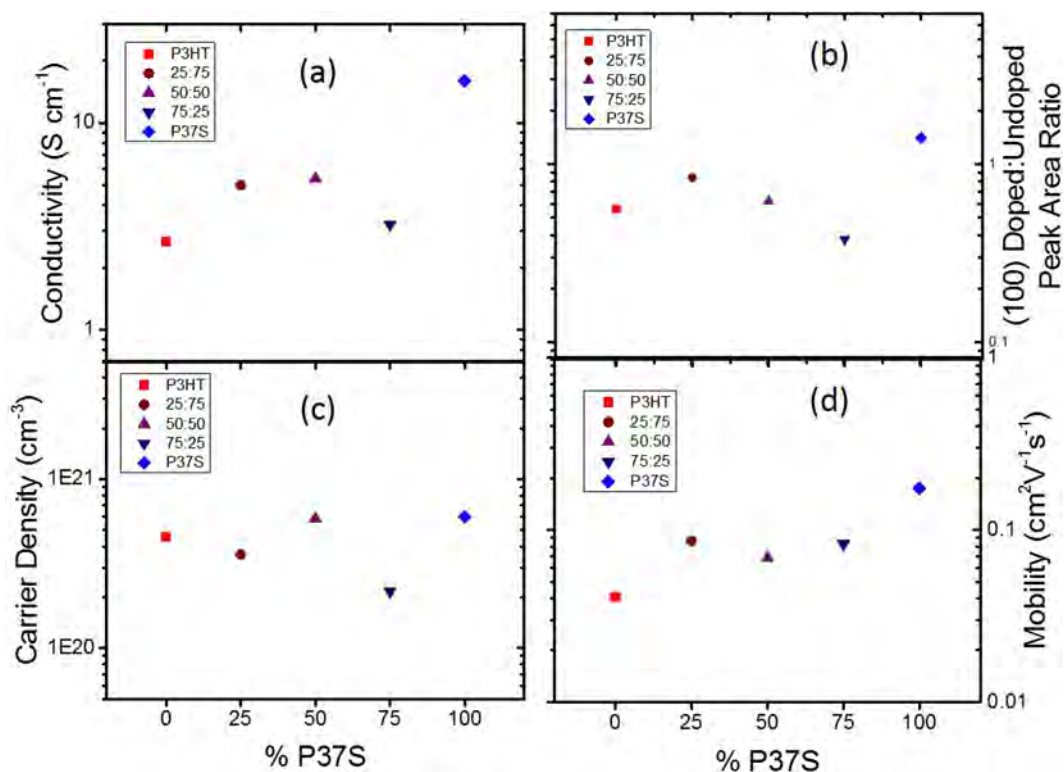 (a)
P3HT
25:75
50:50
75:25
P37S
Conductivity (S cm⁻¹)
10
1
(b)
P3HT
25:75
50:50
75:25
P37S
(100) Doped:Undoped
Peak Area Ratio
1
0.1
(c)
P3HT
25:75
50:50
75:25
P37S
Carrier Density (cm⁻³)
1E21
1E20
0 25 50 75 100
% P37S
(d)
P3HT
25:75
50:50
75:25
P37S
Mobility (cm²V⁻¹s⁻¹)
1
0.1
0.01
0 25 50 75 100
% P37S